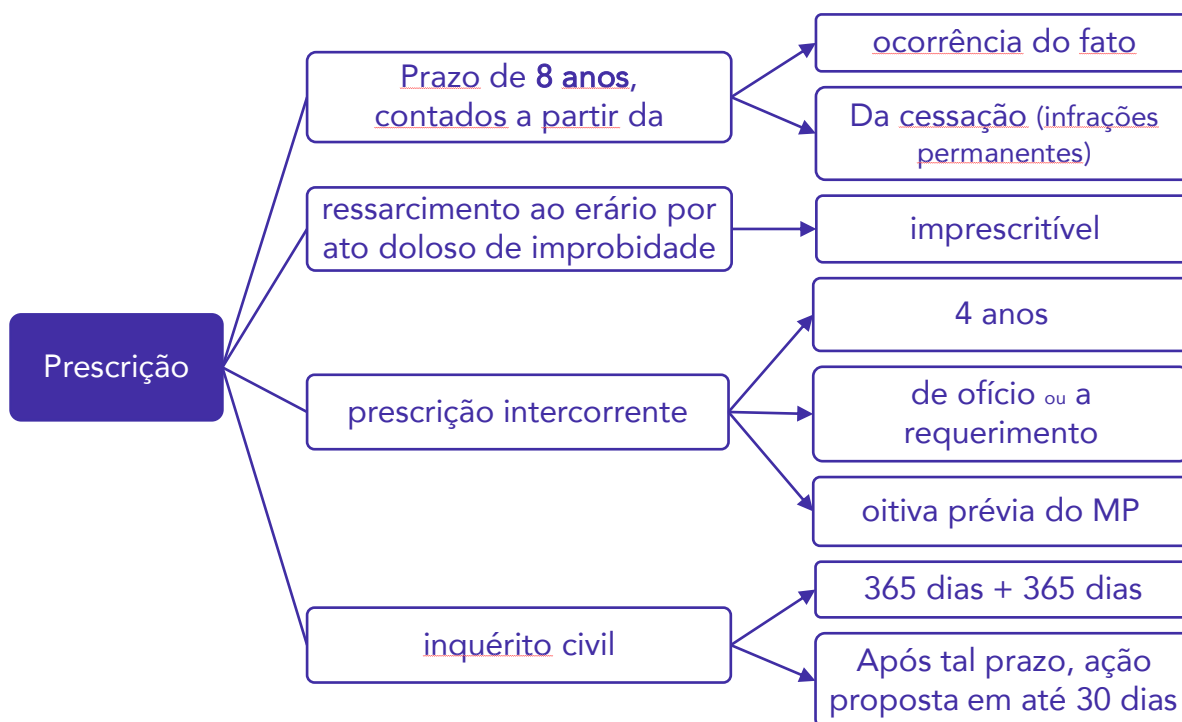 Prescrição
Prazo de 8 anos,
contados a partir da
ocorrência do fato
Da cessação (infrações
permanentes)
ressarcimento ao erário por
ato doloso de improbidade
imprescritível
prescrição intercorrente
4 anos
de ofício ou a
requerimento
oitiva prévia do MP
inquérito civil
365 dias + 365 dias
Após tal prazo, ação
proposta em até 30 dias